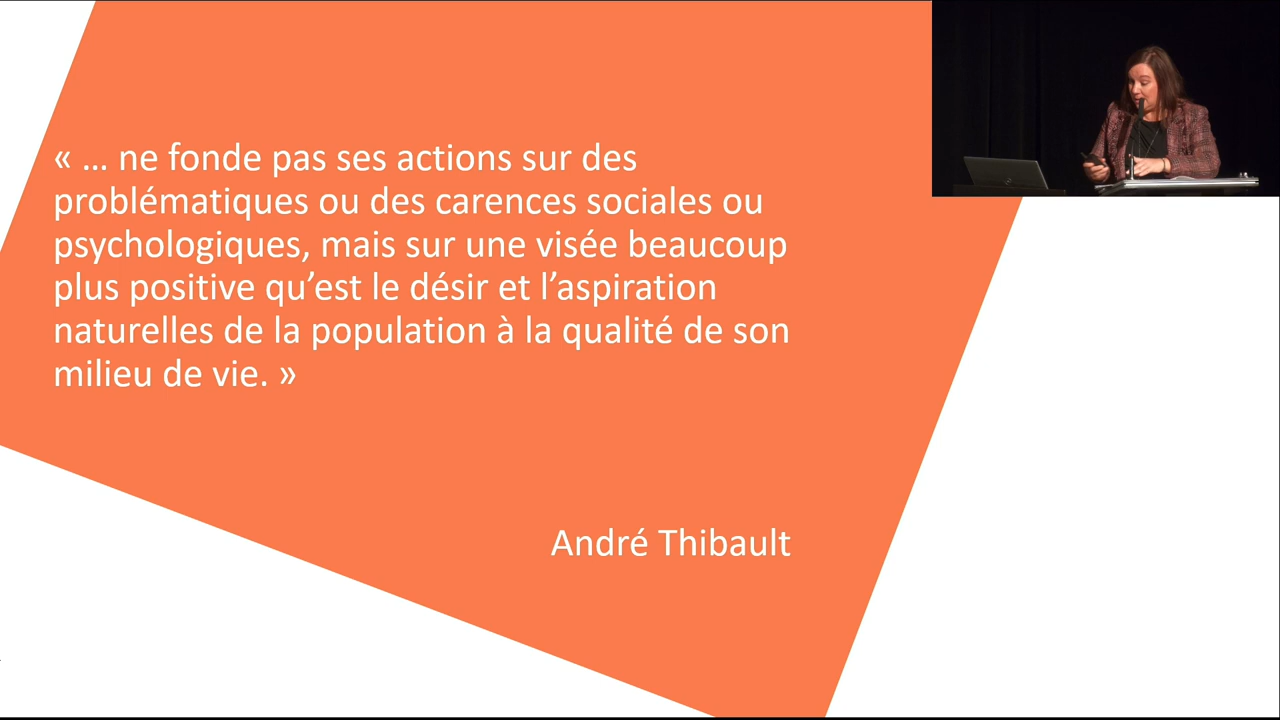 « … ne fonde pas ses actions sur des
problématiques ou des carences sociales ou
psychologiques, mais sur une visée beaucoup
plus positive qu’est le désir et l’aspiration
naturelles de la population à la qualité de son
milieu de vie. »
André Thibault